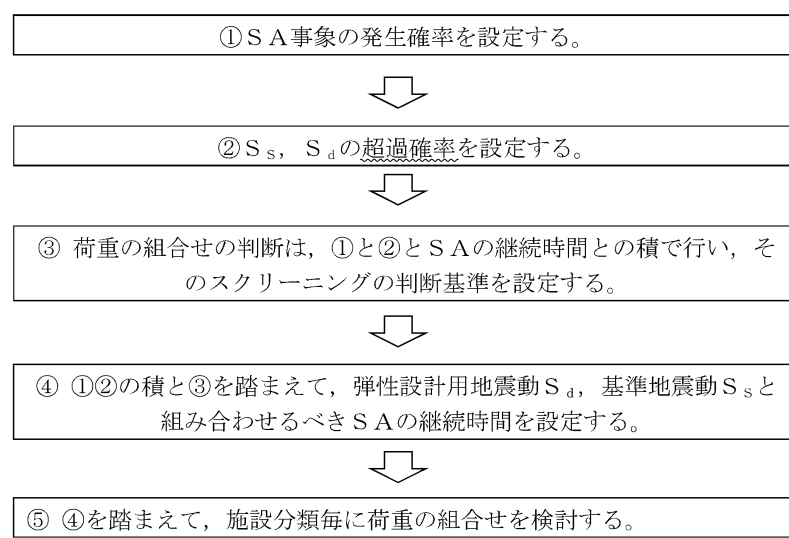 ①ＳＡ事象の発生確率を設定する。
②Ｓs，Ｓdの超過確率を設定する。
③ 荷重の組合せの判断は，①と②とＳＡの継続時間との積で行い，そ
のスクリーニングの判断基準を設定する。
④ ①②の積と③を踏まえて，弾性設計用地震動Ｓd，基準地震動Ｓsと
組み合わせるべきＳＡの継続時間を設定する。
⑤ ④を踏まえて，施設分類毎に荷重の組合せを検討する。